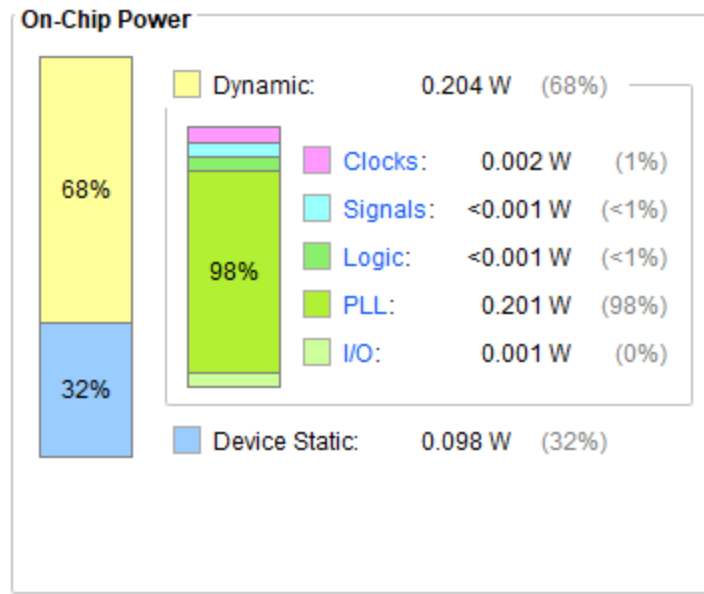 On-Chip Power
68%
32%
Dynamic: 0.204 W (68%)
98%
Clocks: 0.002 W (1%)
Signals: <0.001 W (<1%)
Logic: <0.001 W (<1%)
PLL: 0.201 W (98%)
I/O: 0.001 W (0%)
Device Static: 0.098 W (32%)